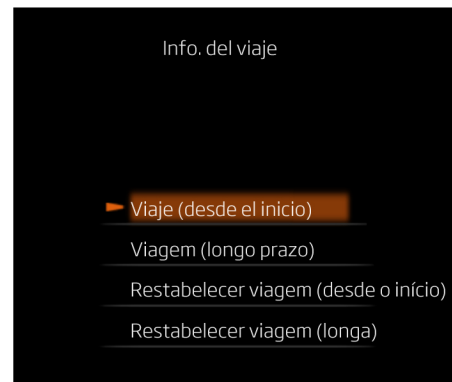 Info. del viaje
Viaje (desde el inicio)
Viagem (longo prazo)
Restabelecer viagem (desde o início)
Restabelecer viagem (longa)